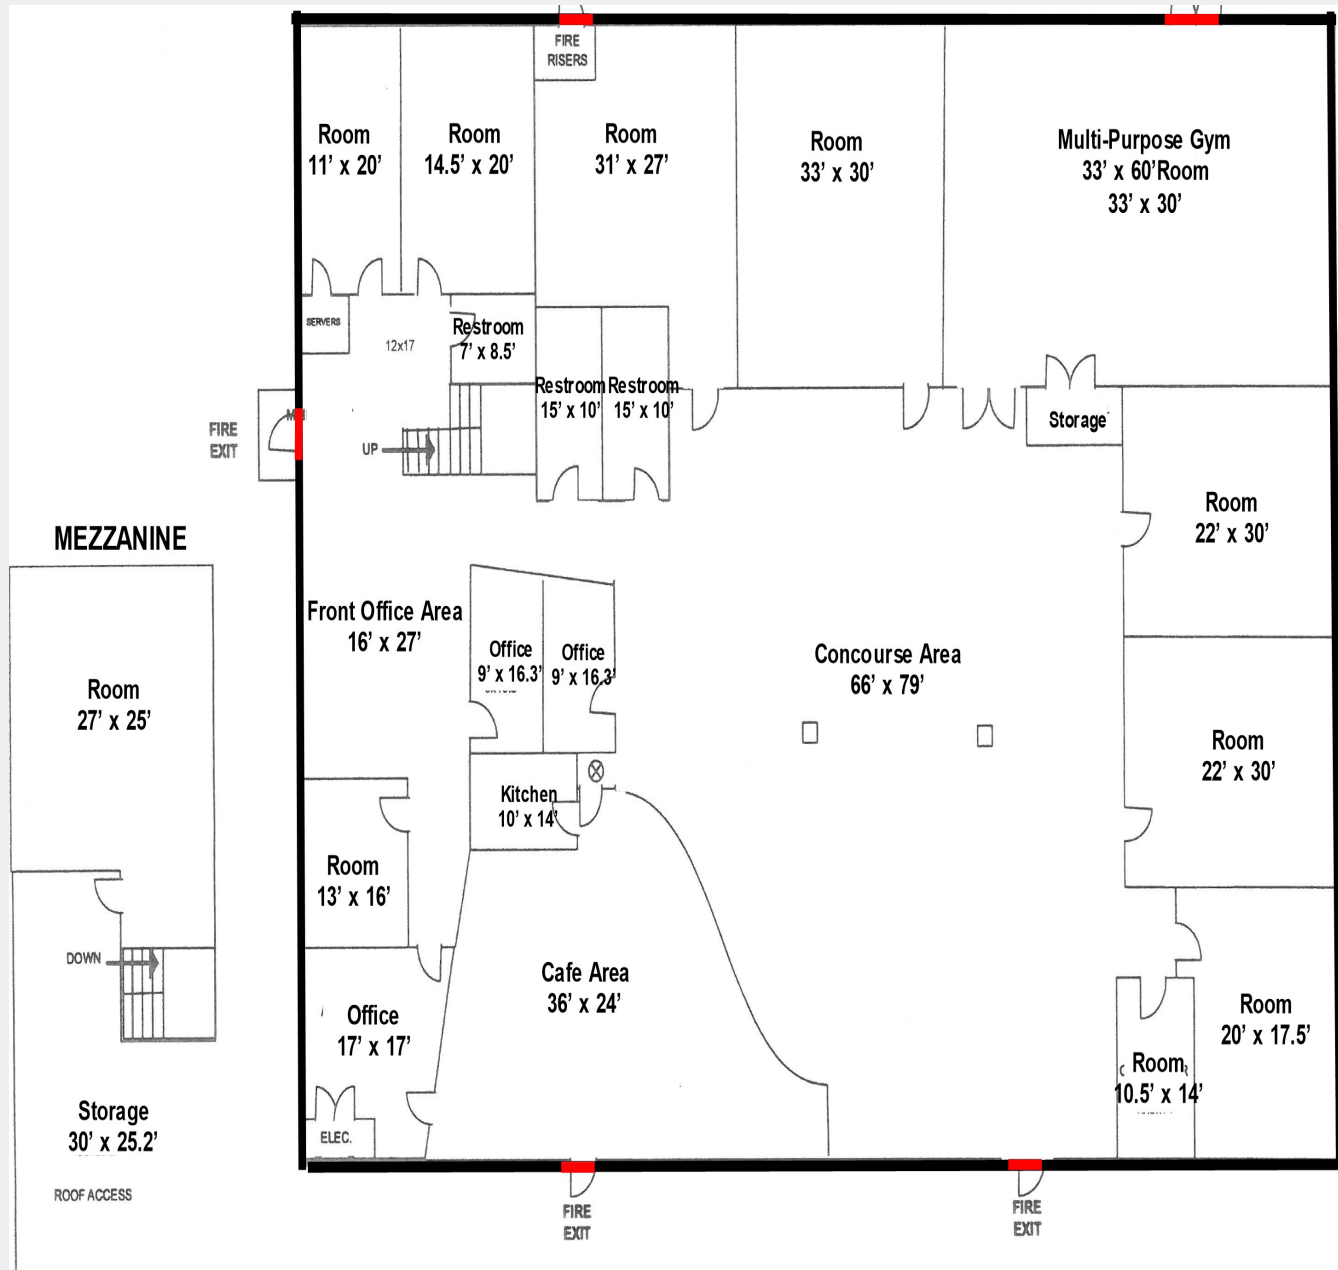 FIRE
RISERS
Room
11' x 20'
Room
14.5' x 20'
Room
31' x 27'
Room
33' x 30'
Multi-Purpose Gym
33' x 60'Room
33' x 30'
SERVERS
12x17
Restroom
7' x 8.5'
Restroom
15' x 10'
Restroom
15' x 10'
Storage
FIRE
EXIT
UP
Room
22' x 30'
MEZZANINE
Front Office Area
16' x 27'
Office
9' x 16.3'
Office
9' x 16.3'
Concourse Area
66' x 79'
Room
27' x 25'
Room
22' x 30'
Kitchen
10' x 14'
Room
13' x 16'
DOWN
Cafe Area
36' x 24'
Office
17' x 17'
Room
20' x 17.5'
Room
10.5' x 14'
Storage
30' x 25.2'
ELEC.
ROOF ACCESS
FIRE
EXIT
FIRE
EXIT